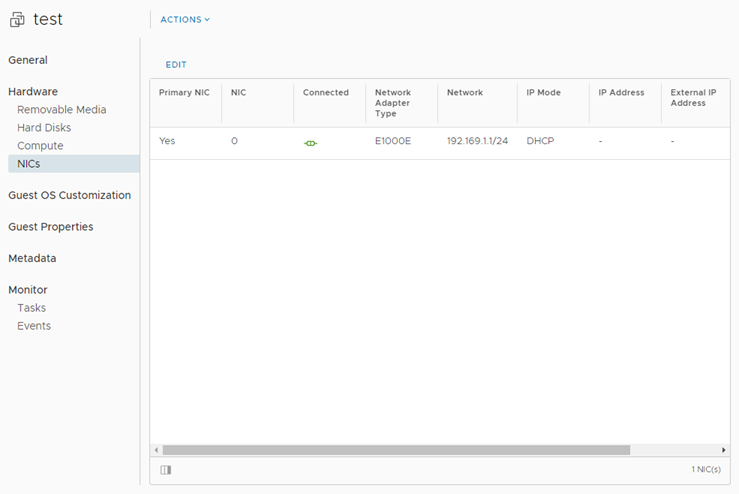 test
ACTIONS
General
Hardware
Removable Media
Hard Disks
Compute
NICs
Guest OS Customization
Guest Properties
Metadata
Monitor
Tasks
Events
EDIT
Primary NIC NIC Connected Network Adapter Type Network IP Mode IP Address External IP Address
Yes 0 E1000E 192.169.1.1/24 DHCP - -
1 NIC(s)